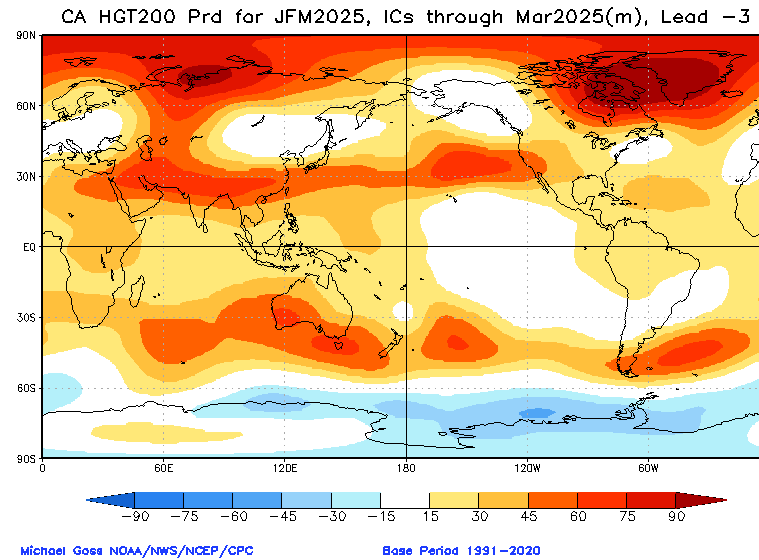 CA HGT200 Prd for JFM2025, ICs through Mar2025(m), Lead -3
90N
60N
30N
EQ
30S
60S
90S
0 60E 120E 180 120W 60W
-90 -75 -60 -45 -30 -15 15 30 45 60 75 90
Michael Goss NOAA/NWS/NCEP/CPC Base Period 1991-2020